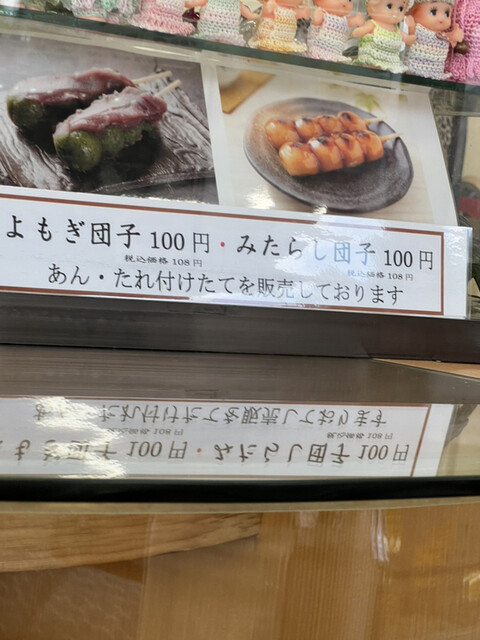 よもぎ団子 100円・みたらし団子 100円
税込価格 108円 税込価格 108円
あん・たれ付けたてを販売しております